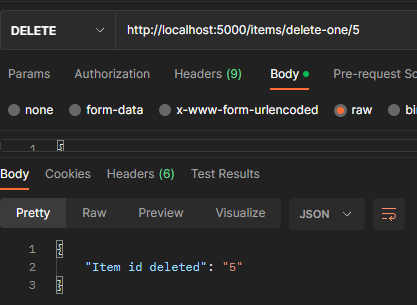 DELETE http://localhost:5000/items/delete-one/5
Params Authorization Headers (9) Body Pre-request Sc
none form-data x-www-form-urlencoded raw bi
1 {
Body Cookies Headers (6) Test Results
Pretty Raw Preview Visualize JSON
1 {
2 "Item id deleted": "5"
3 }